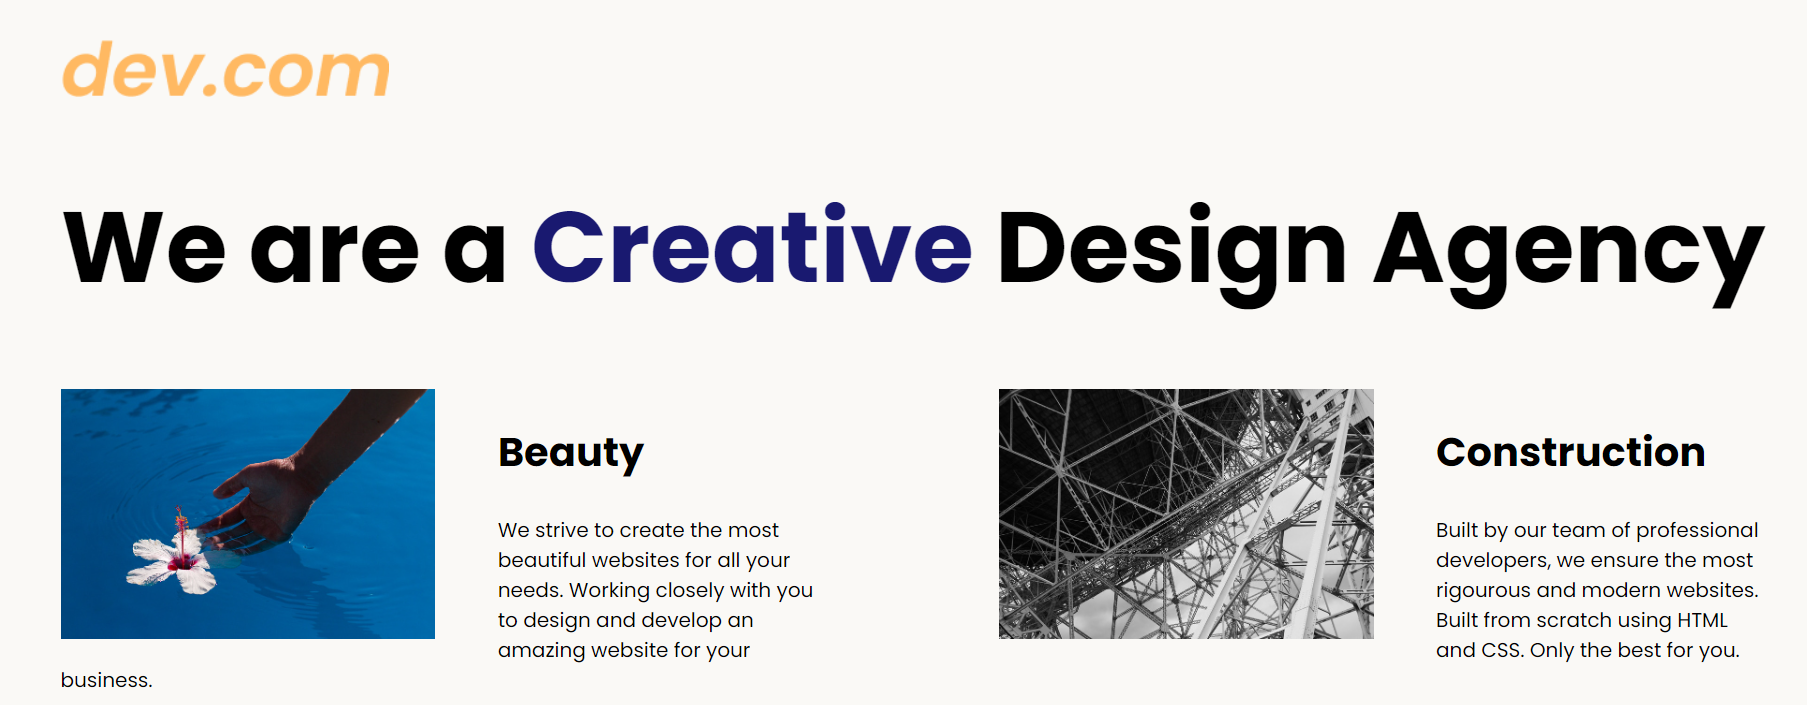 dev.com
We are a Creative Design Agency
Beauty
We strive to create the most
beautiful websites for all your
needs. Working closely with you
to design and develop an
amazing website for your
business.
Construction
Built by our team of professional
developers, we ensure the most
rigourous and modern websites.
Built from scratch using HTML
and CSS. Only the best for you.